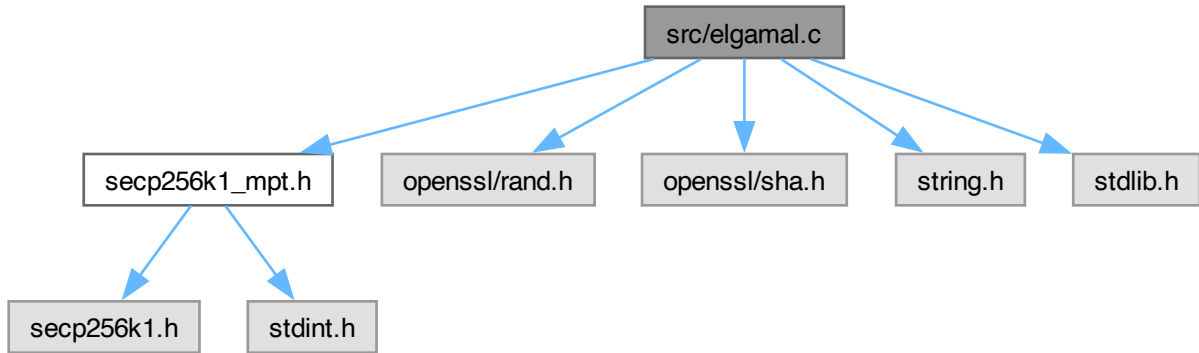 src/elgamal.c
secp256k1_mpt.h
openssl/rand.h
openssl/sha.h
string.h
stdlib.h
secp256k1.h
stdint.h